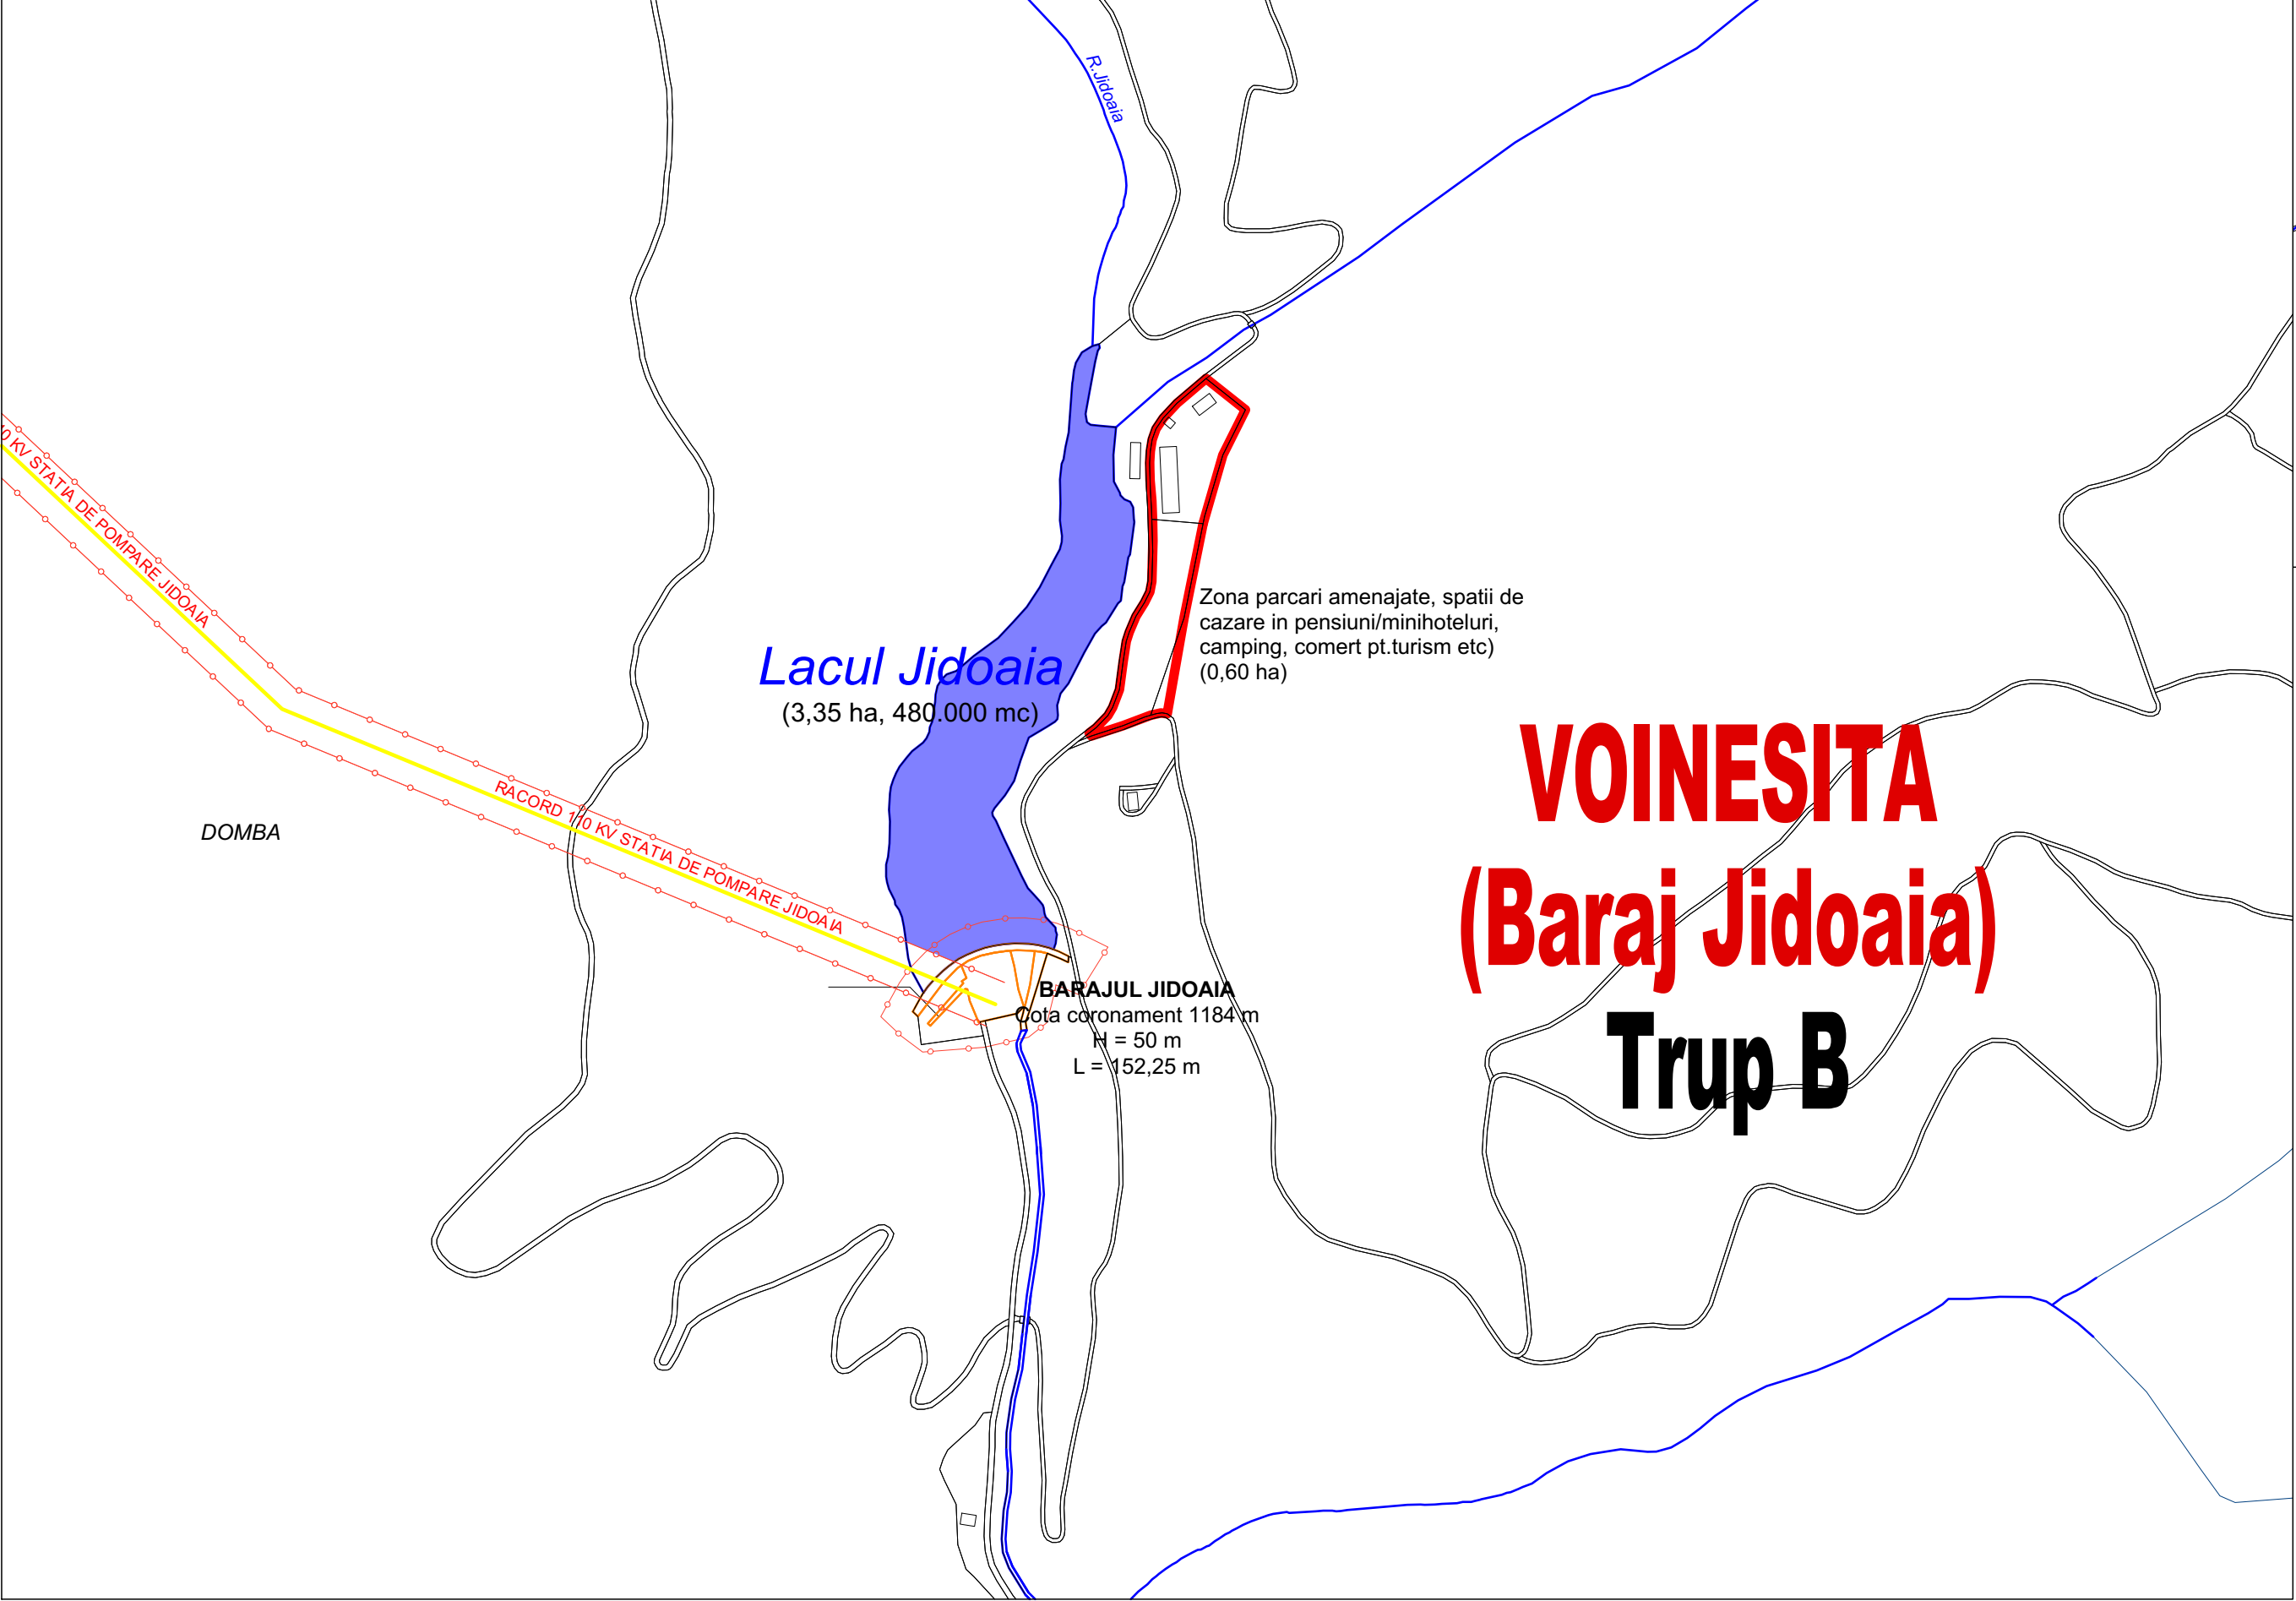 R.Jidoaia
0 KV STATIA DE POMPARE JIDOAIA
Zona parcari amenajate, spatii de
cazare in pensiuni/minihoteluri,
camping, comert pt.turism etc)
(0,60 ha)
Lacul Jidoaia
(3,35 ha, 480.000 mc)
RACORD 110 KV STATIA DE POMPARE JIDOAIA
DOMBA
VOINESITA
(Baraj Jidoaia)
Trup B
BARAJUL JIDOAIA
Cota coronament 1184 m
H = 50 m
L = 152,25 m